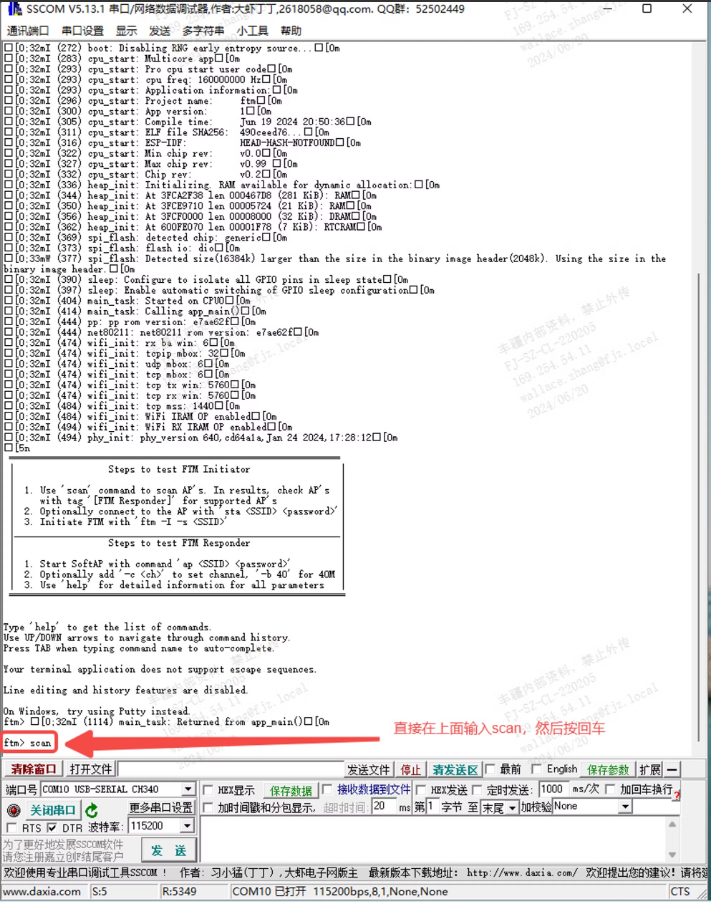 SSCOM V5.13.1 串口/网络数据调试器,作者:大虾丁丁,2618058@qq.com. QQ群: 52502449
通讯端口 串口设置 显示 发送 多字符串 小工具 帮助
□[0;32mI (272) boot: Disabling RNG early entropy source...□[0m
□[0;32mI (283) cpu_start: Multicore app□[0m
□[0;32mI (293) cpu_start: Pro cpu start user code□[0m
□[0;32mI (293) cpu_start: cpu freq: 160000000 Hz□[0m
□[0;32mI (293) cpu_start: Application information:□[0m
□[0;32mI (296) cpu_start: Project name:     ftm□[0m
□[0;32mI (300) cpu_start: App version:      1□[0m
□[0;32mI (305) cpu_start: Compile time:     Jun 19 2024 20:50:36□[0m
□[0;32mI (311) cpu_start: ELF file SHA256:  490ceed76...□[0m
□[0;32mI (316) cpu_start: ESP-IDF:          HEAD-HASH-NOTFOUND□[0m
□[0;32mI (322) cpu_start: Min chip rev:     v0.0□[0m
□[0;32mI (327) cpu_start: Max chip rev:     v0.99 □[0m
□[0;32mI (332) cpu_start: Chip rev:         v0.2□[0m
□[0;32mI (336) heap_init: Initializing. RAM available for dynamic allocation:□[0m
□[0;32mI (344) heap_init: At 3FCA2F38 len 000467D8 (281 KiB): RAM□[0m
□[0;32mI (350) heap_init: At 3FCE9710 len 00005724 (21 KiB): RAM□[0m
□[0;32mI (356) heap_init: At 3FCF0000 len 00008000 (32 KiB): DRAM□[0m
□[0;32mI (362) heap_init: At 600FE070 len 00001F78 (7 KiB): RTCRAM□[0m
□[0;32mI (369) spi_flash: detected chip: generic□[0m
□[0;32mI (373) spi_flash: flash io: dio□[0m
□[0;33mW (377) spi_flash: Detected size(16384k) larger than the size in the binary image header(2048k). Using the size in the
binary image header.□[0m
□[0;32mI (390) sleep: Configure to isolate all GPIO pins in sleep state□[0m
□[0;32mI (397) sleep: Enable automatic switching of GPIO sleep configuration□[0m
□[0;32mI (404) main_task: Started on CPU0□[0m
□[0;32mI (414) main_task: Calling app_main()□[0m
□[0;32mI (444) pp: pp rom version: e7ae62f□[0m
□[0;32mI (444) net80211: net80211 rom version: e7ae62f□[0m
□[0;32mI (474) wifi_init: rx ba win: 6□[0m
□[0;32mI (474) wifi_init: tcpip mbox: 32□[0m
□[0;32mI (474) wifi_init: udp mbox: 6□[0m
□[0;32mI (474) wifi_init: tcp mbox: 6□[0m
□[0;32mI (474) wifi_init: tcp tx win: 5760□[0m
□[0;32mI (474) wifi_init: tcp rx win: 5760□[0m
□[0;32mI (484) wifi_init: tcp mss: 1440□[0m
□[0;32mI (484) wifi_init: WiFi IRAM OP enabled□[0m
□[0;32mI (494) wifi_init: WiFi RX IRAM OP enabled□[0m
□[0;32mI (494) phy_init: phy_version 640,cd64a1a,Jan 24 2024,17:28:12□[0m
□[5n
Steps to test FTM Initiator
1. Use 'scan' command to scan AP's. In results, check AP's
with tag '[FTM Responder]' for supported AP's
2. Optionally connect to the AP with 'sta <SSID> <password>'
3. Initiate FTM with 'ftm -I -s <SSID>'
Steps to test FTM Responder
1. Start SoftAP with command 'ap <SSID> <password>'
2. Optionally add '-c <ch>' to set channel, '-b 40' for 40M
3. Use 'help' for detailed information for all parameters
Type 'help' to get the list of commands.
Use UP/DOWN arrows to navigate through command history.
Press TAB when typing command name to auto-complete.
Your terminal application does not support escape sequences.
Line editing and history features are disabled.
On Windows, try using Putty instead.
ftm> □[0;32mI (1114) main_task: Returned from app_main()□[0m
直接在上面输入scan，然后按回车
ftm> scan
丰疆内部资料，禁止外传
FJ-SZ-CL-220205
169.254.54.11
wallace.zhang@fjz.local
2024/06/20
清除窗口 打开文件 发送文件 停止 清发送区 最前 English 保存参数 扩展 —
端口号 COM10 USB-SERIAL CH340 HEX显示 保存数据 接收数据到文件 HEX发送 定时发送: 1000 ms/次 加回车换行
关闭串口 更多串口设置 加时间戳和分包显示, 超时时间: 20 ms 第1 字节 至 末尾 加校验 None
RTS DTR 波特率: 115200
为了更好地发展SSCOM软件
请您注册嘉立创F结尾客户
发 送
欢迎使用专业串口调试工具SSCOM ! 作者: 习小猛(丁丁) ,大虾电子网版主 最新版本下载地址: http://www.daxia.com/ 欢迎提出您的建议! 请将建
www.daxia.com S:5 R:5349 COM10 已打开 115200bps,8,1,None,None CTS